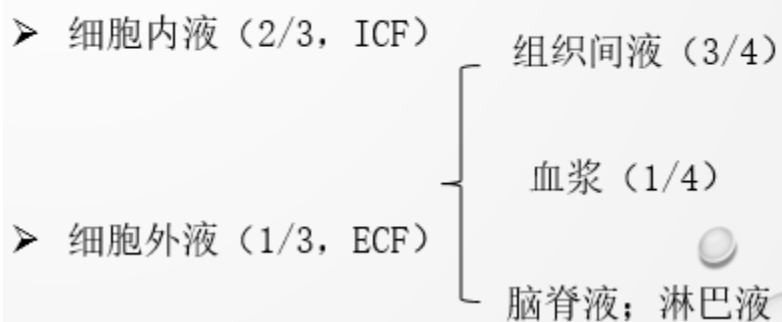 ➢ 细胞内液（2/3，ICF）
组织间液（3/4）
血浆（1/4）
➢ 细胞外液（1/3，ECF）
脑脊液；淋巴液